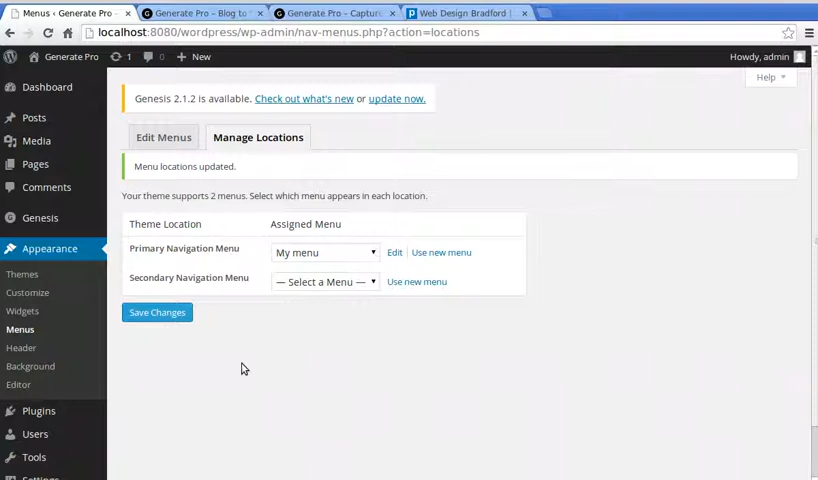 Menus ‹ Generate Pro —
Generate Pro – Blog to
Generate Pro – Capture
Web Design Bradford |
localhost:8080/wordpress/wp-admin/nav-menus.php?action=locations
Generate Pro
1
0
New
Howdy, admin
Help
Dashboard
Posts
Media
Pages
Comments
Genesis
Appearance
Themes
Customize
Widgets
Menus
Header
Background
Editor
Plugins
Users
Tools
Settings
Genesis 2.1.2 is available. Check out what's new or update now.
Edit Menus
Manage Locations
Menu locations updated.
Your theme supports 2 menus. Select which menu appears in each location.
Theme Location Assigned Menu
Primary Navigation Menu My menu Edit | Use new menu
Secondary Navigation Menu — Select a Menu — Use new menu
Save Changes